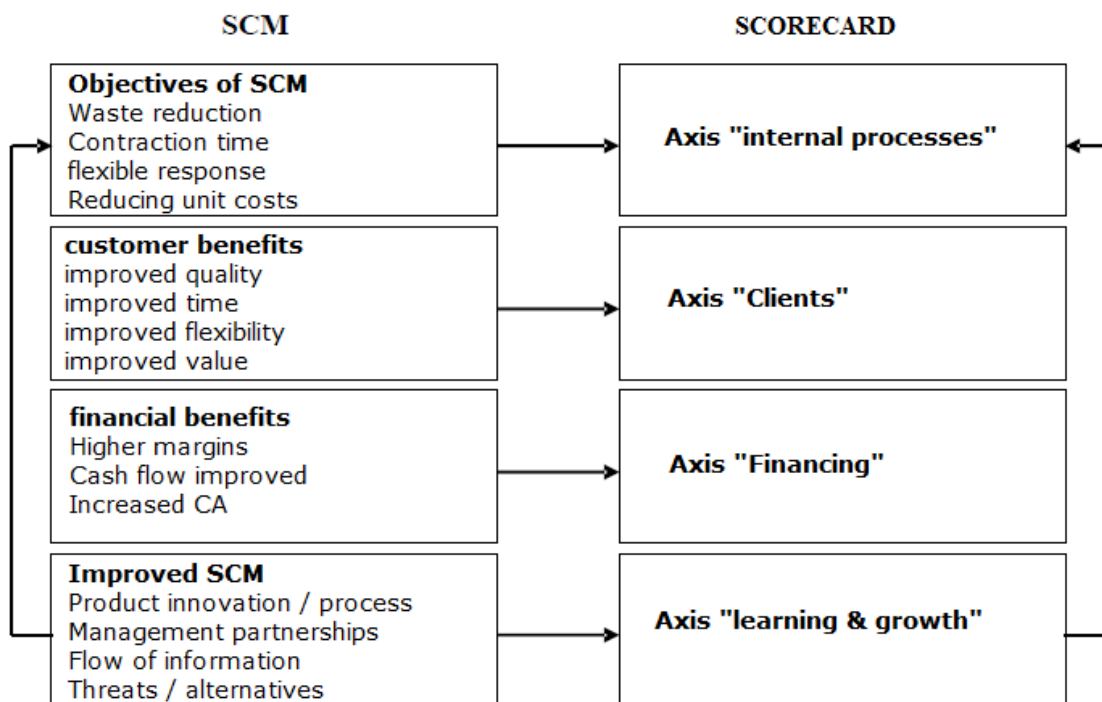 SCM
SCORECARD
Objectives of SCM
Waste reduction
Contraction time
flexible response
Reducing unit costs
Axis "internal processes"
customer benefits
improved quality
improved time
improved flexibility
improved value
Axis "Clients"
financial benefits
Higher margins
Cash flow improved
Increased CA
Axis "Financing"
Improved SCM
Product innovation / process
Management partnerships
Flow of information
Threats / alternatives
Axis "learning & growth"